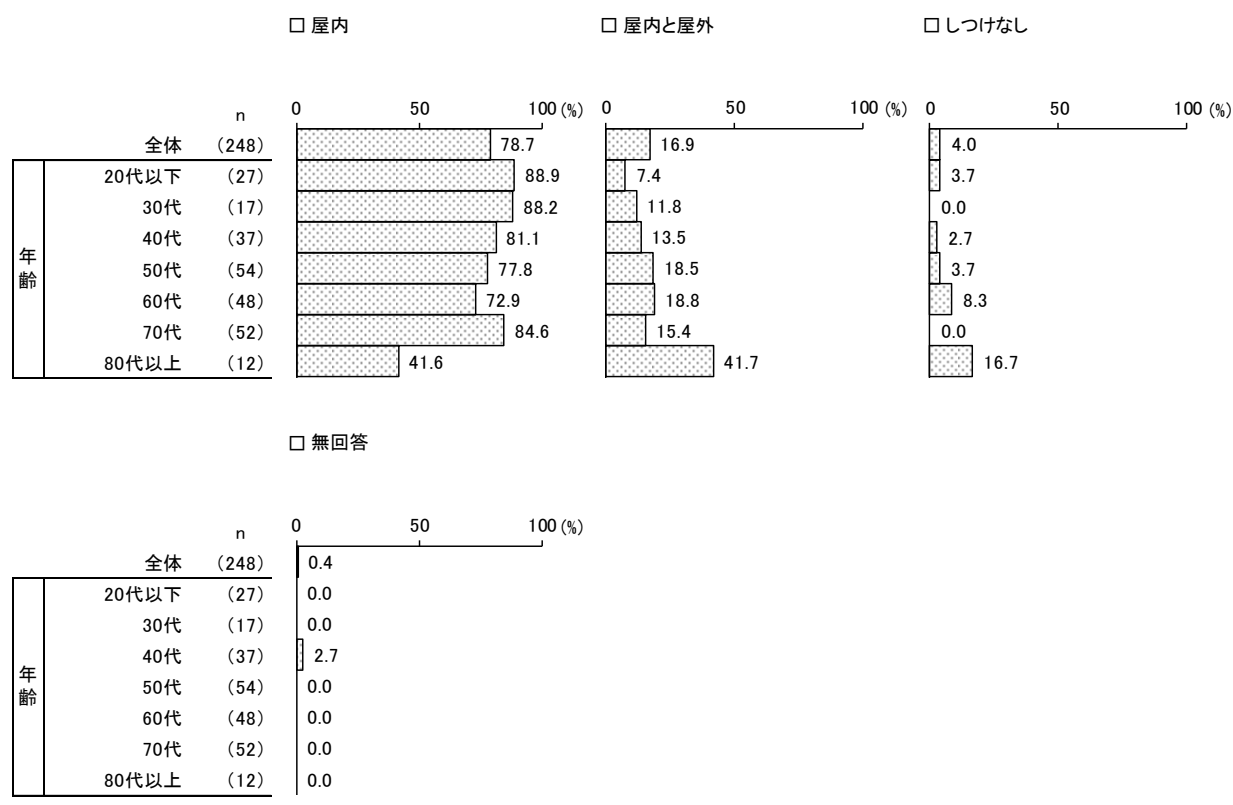 □ 屋内 □ 屋内と屋外 □ しつけなし
n 0 50 100 (%) 0 50 100 (%) 0 50 100 (%)
全体 (248) 78.7 16.9 4.0
年齢
20代以下 (27) 88.9 7.4 3.7
30代 (17) 88.2 11.8 0.0
40代 (37) 81.1 13.5 2.7
50代 (54) 77.8 18.5 3.7
60代 (48) 72.9 18.8 8.3
70代 (52) 84.6 15.4 0.0
80代以上 (12) 41.6 41.7 16.7
□ 無回答
n 0 50 100 (%)
全体 (248) 0.4
年齢
20代以下 (27) 0.0
30代 (17) 0.0
40代 (37) 2.7
50代 (54) 0.0
60代 (48) 0.0
70代 (52) 0.0
80代以上 (12) 0.0